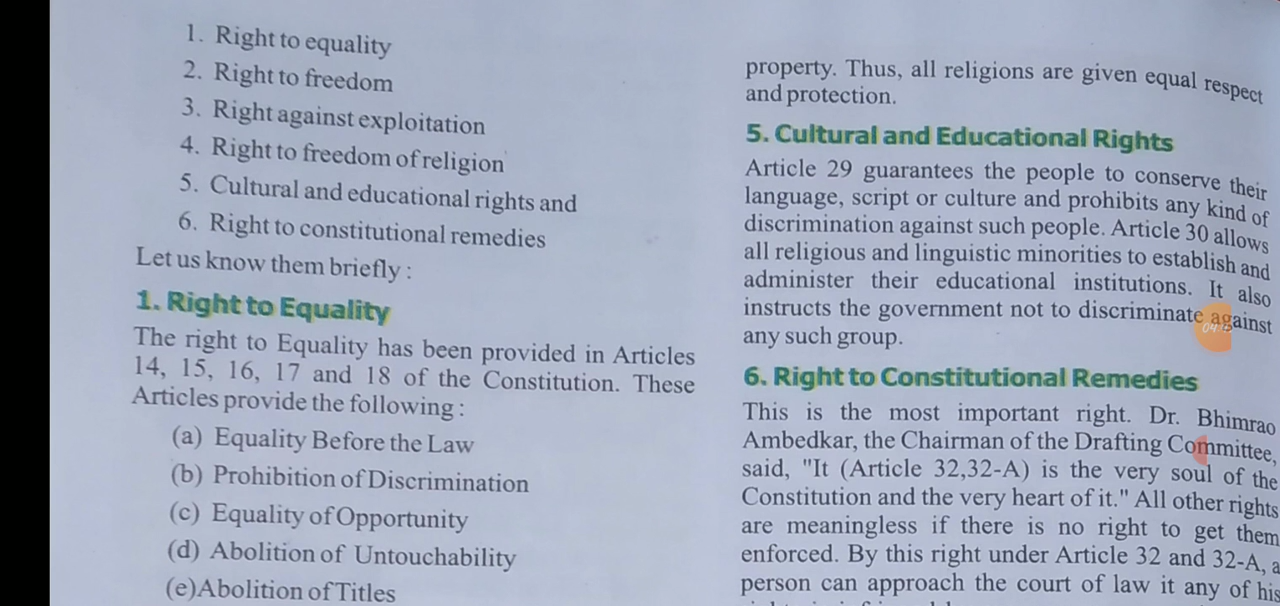 1. Right to equality
2. Right to freedom
3. Right against exploitation
4. Right to freedom of religion
5. Cultural and educational rights and
6. Right to constitutional remedies
Let us know them briefly :
1. Right to Equality
The right to Equality has been provided in Articles
14, 15, 16, 17 and 18 of the Constitution. These
Articles provide the following :
(a) Equality Before the Law
(b) Prohibition of Discrimination
(c) Equality of Opportunity
(d) Abolition of Untouchability
(e)Abolition of Titles
property. Thus, all religions are given equal respect
and protection.
5. Cultural and Educational Rights
Article 29 guarantees the people to conserve their
language, script or culture and prohibits any kind of
discrimination against such people. Article 30 allows
all religious and linguistic minorities to establish and
administer their educational institutions. It also
instructs the government not to discriminate against
any such group.
6. Right to Constitutional Remedies
This is the most important right. Dr. Bhimrao
Ambedkar, the Chairman of the Drafting Committee,
said, "It (Article 32,32-A) is the very soul of the
Constitution and the very heart of it." All other rights
are meaningless if there is no right to get them
enforced. By this right under Article 32 and 32-A, a
person can approach the court of law it any of his